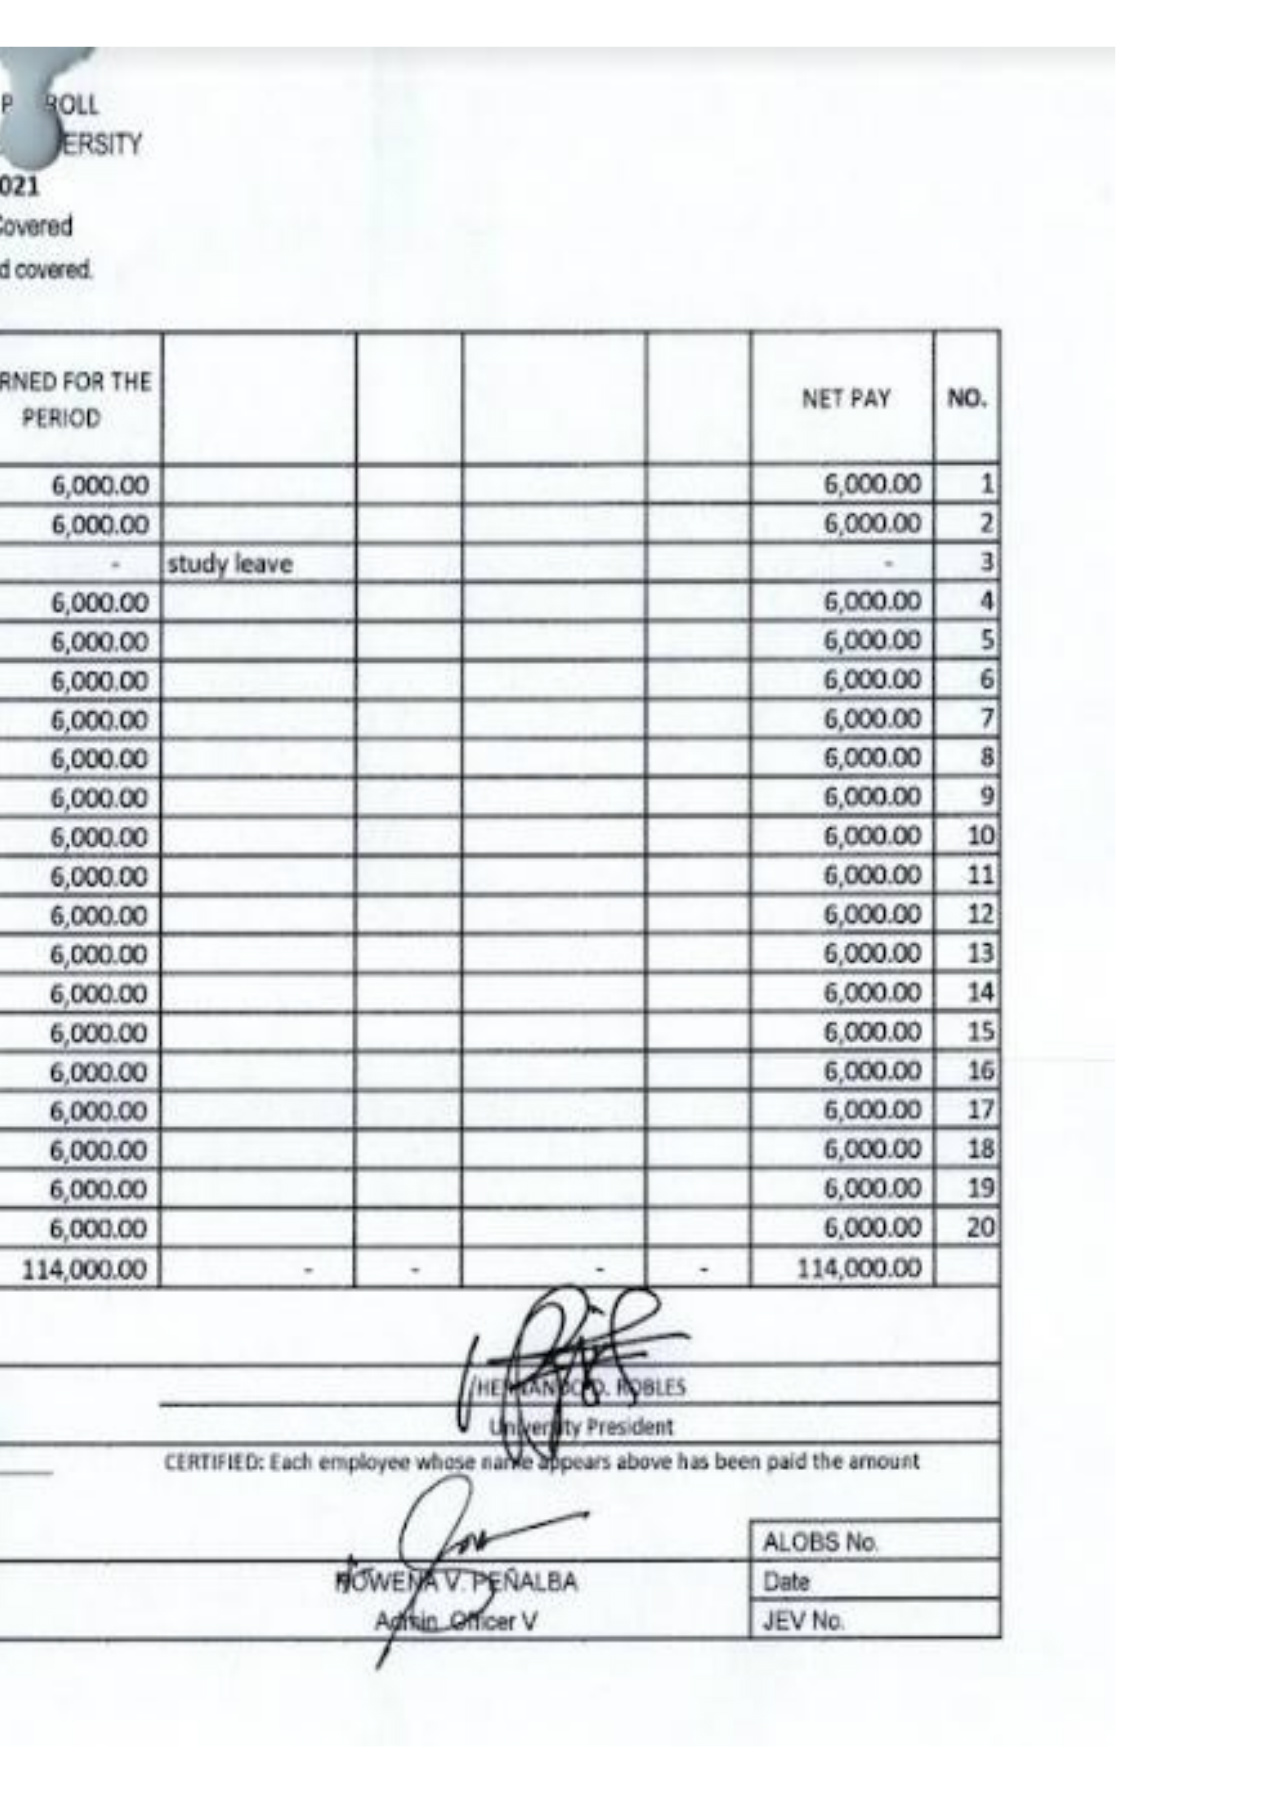 P ROLL
ERSITY
021
Covered
d covered.
RNED FOR THE PERIOD NET PAY NO.
6,000.00 6,000.00 1
6,000.00 6,000.00 2
- study leave - 3
6,000.00 6,000.00 4
6,000.00 6,000.00 5
6,000.00 6,000.00 6
6,000.00 6,000.00 7
6,000.00 6,000.00 8
6,000.00 6,000.00 9
6,000.00 6,000.00 10
6,000.00 6,000.00 11
6,000.00 6,000.00 12
6,000.00 6,000.00 13
6,000.00 6,000.00 14
6,000.00 6,000.00 15
6,000.00 6,000.00 16
6,000.00 6,000.00 17
6,000.00 6,000.00 18
6,000.00 6,000.00 19
6,000.00 6,000.00 20
114,000.00 - - - - 114,000.00
D. ROBLES
University President
CERTIFIED: Each employee whose name appears above has been paid the amount
ALOBS No.
ROWENA V. PEÑALBA Date
Admin. Officer V JEV No.